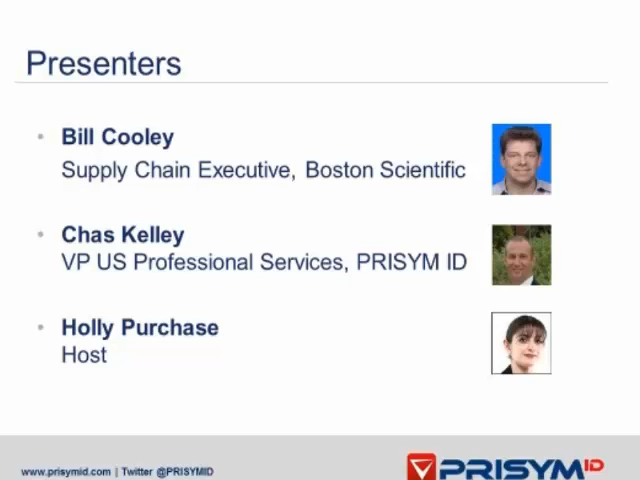 Presenters
• Bill Cooley
Supply Chain Executive, Boston Scientific
• Chas Kelley
VP US Professional Services, PRISYM ID
• Holly Purchase
Host
www.prisymid.com | Twitter @PRISYMID
PRISYM ID